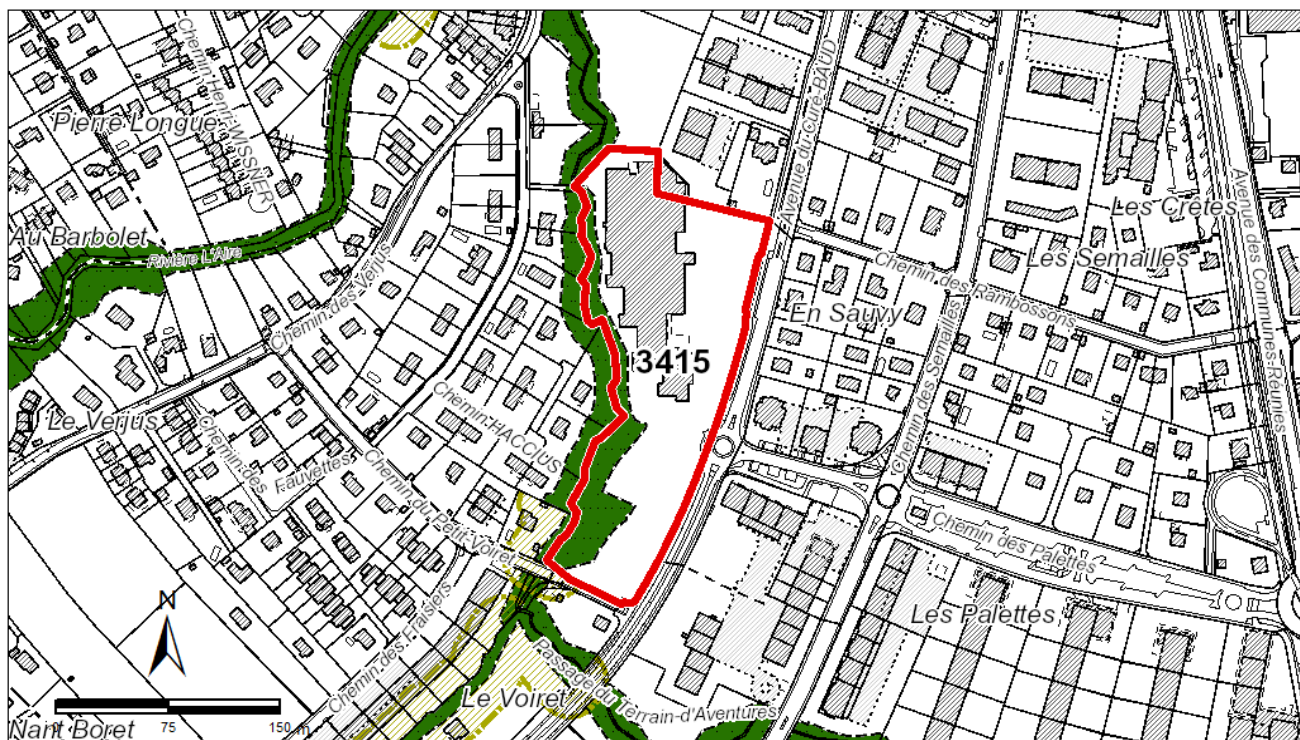 Chemin Henri-WISSNER
Pierre Longue
Avenue du Curé-BAUD
Avenue des Communes-Réunies
Les Crêtes
Au Barbolet
Rivière L'Aire
Chemin des Verjus
Les Semailles
Chemin des Rambossons
En Sauvy
Chemin des Semailles
3415
Le Verjus
Chemin des
Fauvettes
Chemin HACCIUS
Chemin du Petit-Voiret
Chemin des Palettes
Les Palettes
N
Chemin des Fraisiers
Passage du Terrain-d'Aventures
Le Voiret
75
150 m
Nant Boret